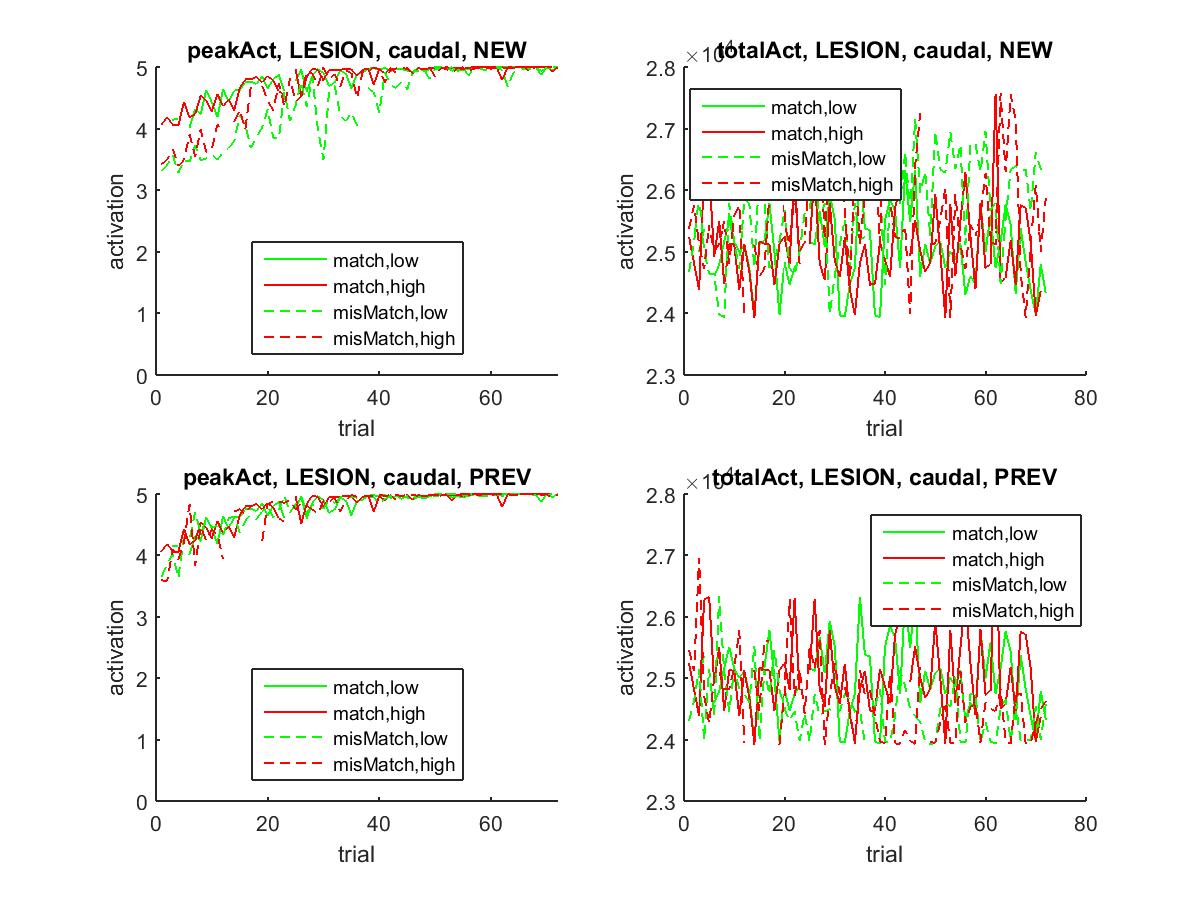 peakAct, LESION, caudal, NEW
5
4
3
2
1
0
activation
match,low
match,high
misMatch,low
misMatch,high
0 20 40 60
trial
×10⁴
totalAct, LESION, caudal, NEW
2.8
2.7
2.6
2.5
2.4
2.3
activation
match,low
match,high
misMatch,low
misMatch,high
0 20 40 60 80
trial
peakAct, LESION, caudal, PREV
5
4
3
2
1
0
activation
match,low
match,high
misMatch,low
misMatch,high
0 20 40 60
trial
×10⁴
totalAct, LESION, caudal, PREV
2.8
2.7
2.6
2.5
2.4
2.3
activation
match,low
match,high
misMatch,low
misMatch,high
0 20 40 60 80
trial